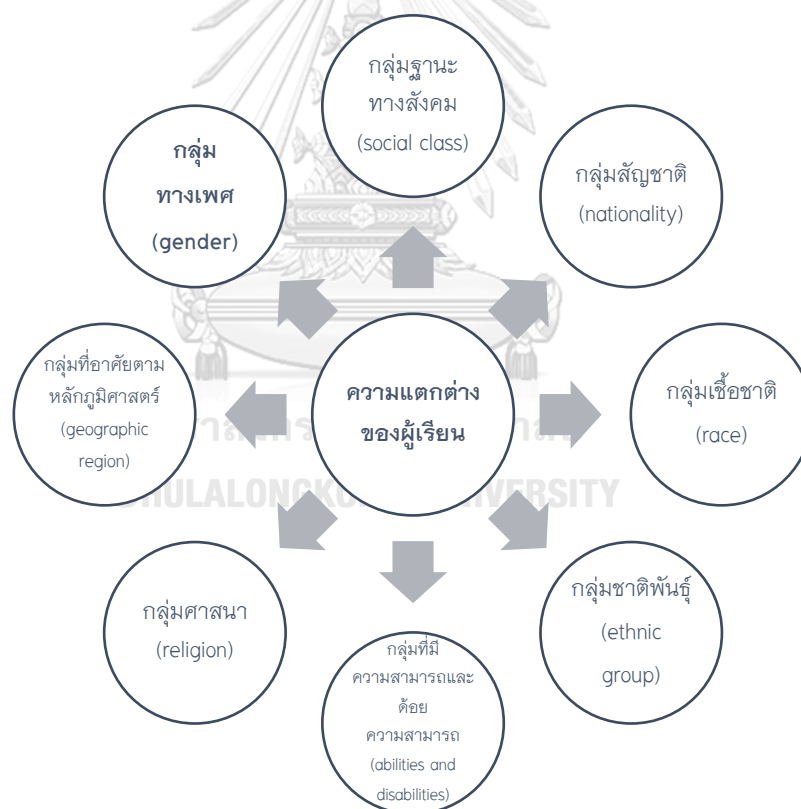 กลุ่มฐานะ
ทางสังคม
(social class)
กลุ่ม
ทางเพศ
(gender)
กลุ่มสัญชาติ
(nationality)
กลุ่มที่อาศัยตาม
หลักภูมิศาสตร์
(geographic
region)
ความแตกต่าง
ของผู้เรียน
กลุ่มเชื้อชาติ
(race)
กลุ่มศาสนา
(religion)
กลุ่มชาติพันธุ์
(ethnic
group)
กลุ่มที่มี
ความสามารถและ
ด้อย
ความสามารถ
(abilities and
disabilities)